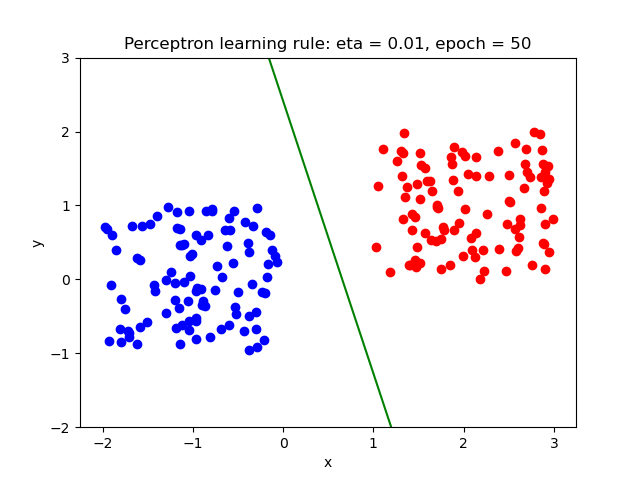 Perceptron learning rule: eta = 0.01, epoch = 50
3
2
1
0
−1
−2
y
−2 −1 0 1 2 3
x